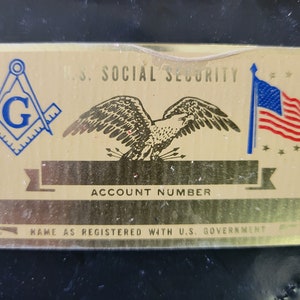 U.S. SOCIAL SECURITY
G
ACCOUNT NUMBER
NAME AS REGISTERED WITH U.S. GOVERNMENT